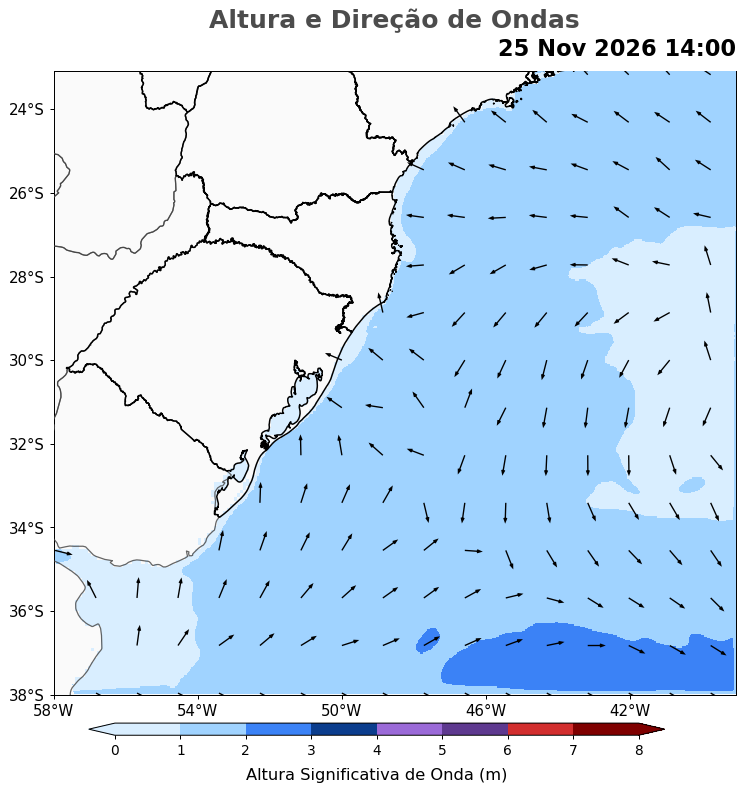 Altura e Direção de Ondas
25 Nov 2026 14:00
24°S
26°S
28°S
30°S
32°S
34°S
36°S
38°S
58°W 54°W 50°W 46°W 42°W
0 1 2 3 4 5 6 7 8
Altura Significativa de Onda (m)